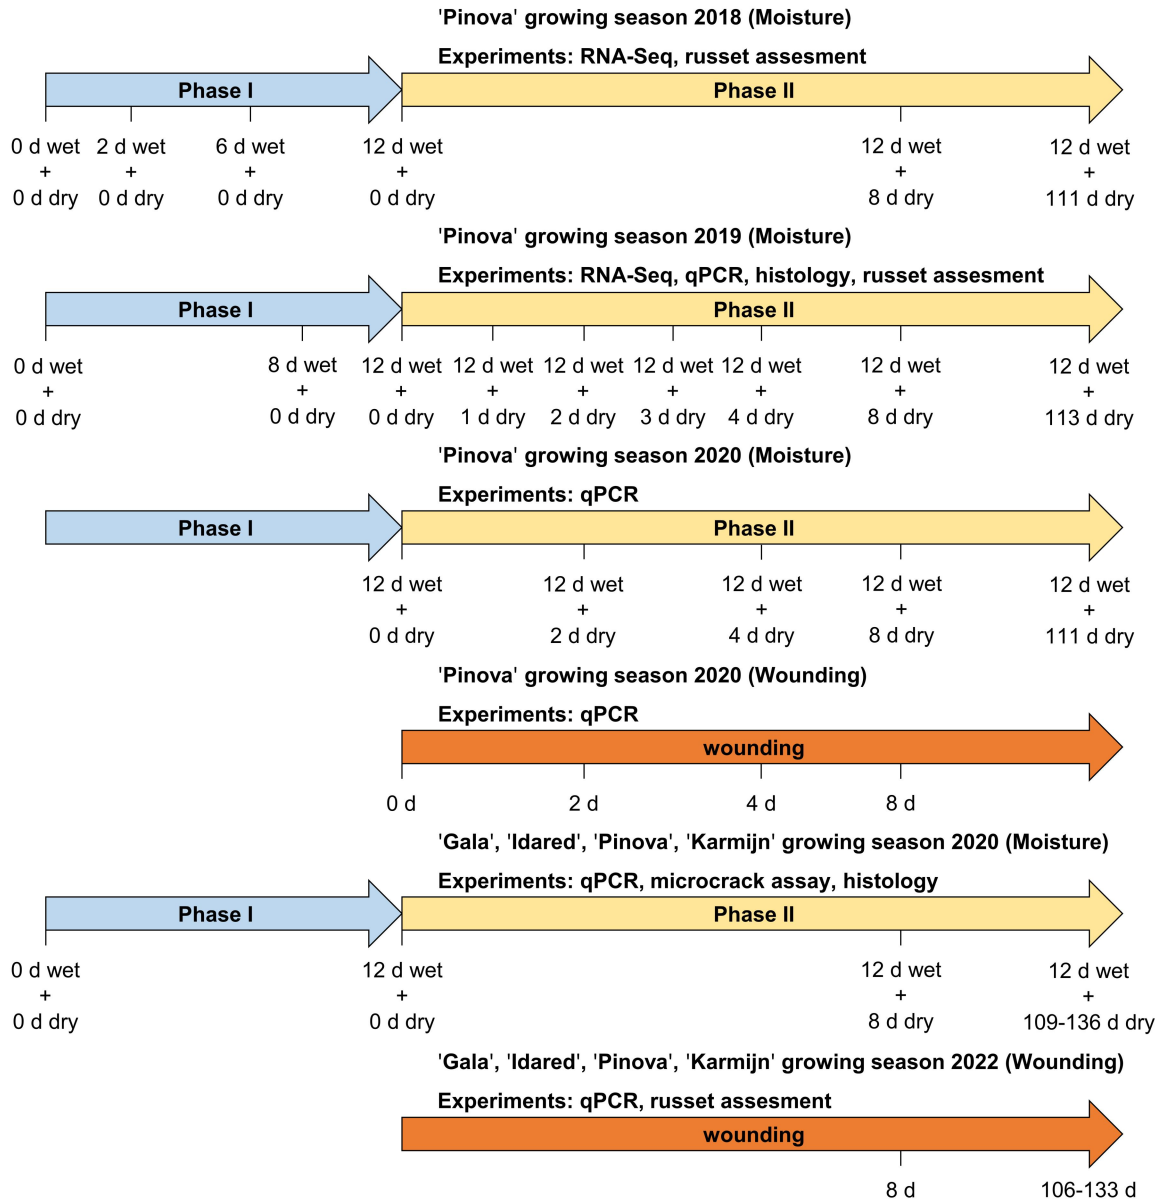 'Pinova' growing season 2018 (Moisture)
Experiments: RNA-Seq, russet assesment
Phase I Phase II
0 d wet 2 d wet 6 d wet 12 d wet 12 d wet 12 d wet
+ + + + + +
0 d dry 0 d dry 0 d dry 0 d dry 8 d dry 111 d dry
'Pinova' growing season 2019 (Moisture)
Experiments: RNA-Seq, qPCR, histology, russet assesment
Phase I Phase II
0 d wet 8 d wet 12 d wet 12 d wet 12 d wet 12 d wet 12 d wet 12 d wet 12 d wet
+ + + + + + + + +
0 d dry 0 d dry 0 d dry 1 d dry 2 d dry 3 d dry 4 d dry 8 d dry 113 d dry
'Pinova' growing season 2020 (Moisture)
Experiments: qPCR
Phase I Phase II
12 d wet 12 d wet 12 d wet 12 d wet 12 d wet
+ + + + +
0 d dry 2 d dry 4 d dry 8 d dry 111 d dry
'Pinova' growing season 2020 (Wounding)
Experiments: qPCR
wounding
0 d 2 d 4 d 8 d
'Gala', 'Idared', 'Pinova', 'Karmijn' growing season 2020 (Moisture)
Experiments: qPCR, microcrack assay, histology
Phase I Phase II
0 d wet 12 d wet 12 d wet 12 d wet
+ + + +
0 d dry 0 d dry 8 d dry 109-136 d dry
'Gala', 'Idared', 'Pinova', 'Karmijn' growing season 2022 (Wounding)
Experiments: qPCR, russet assesment
wounding
8 d 106-133 d